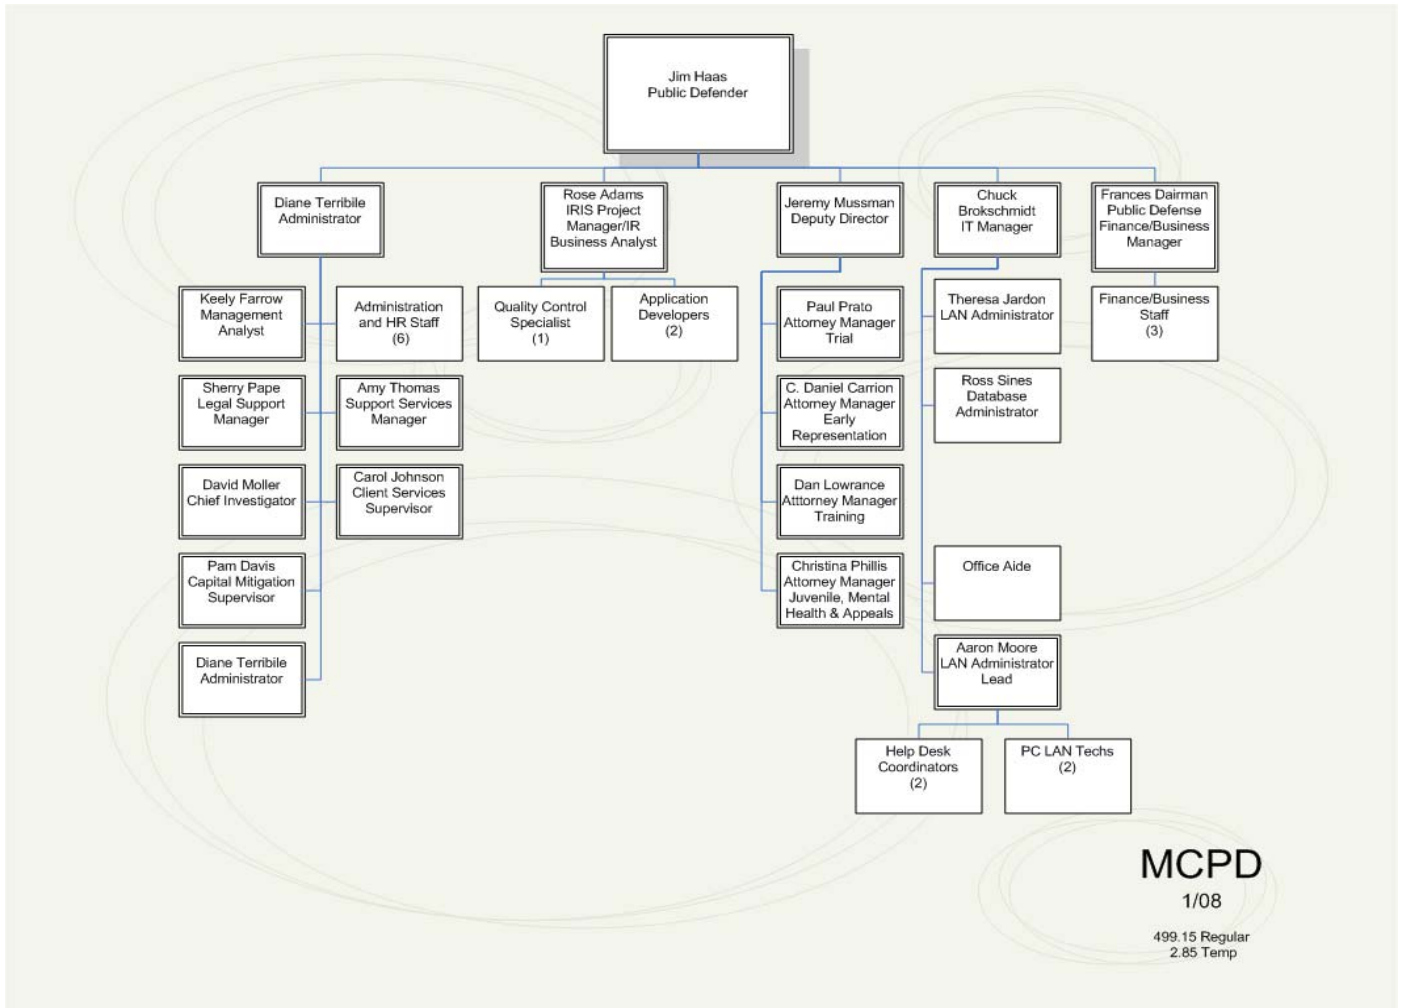 Jim Haas
Public Defender
Diane Terribile
Administrator
Rose Adams
IRIS Project
Manager/IR
Business Analyst
Jeremy Mussman
Deputy Director
Chuck
Brokschmidt
IT Manager
Frances Dairman
Public Defense
Finance/Business
Manager
Keely Farrow
Management
Analyst
Administration
and HR Staff
(6)
Quality Control
Specialist
(1)
Application
Developers
(2)
Paul Prato
Attorney Manager
Trial
Theresa Jardon
LAN Administrator
Finance/Business
Staff
(3)
Sherry Pape
Legal Support
Manager
Amy Thomas
Support Services
Manager
C. Daniel Carrion
Attorney Manager
Early
Representation
Ross Sines
Database
Administrator
David Moller
Chief Investigator
Carol Johnson
Client Services
Supervisor
Dan Lowrance
Atttorney Manager
Training
Pam Davis
Capital Mitigation
Supervisor
Christina Phillis
Attorney Manager
Juvenile, Mental
Health & Appeals
Office Aide
Diane Terribile
Administrator
Aaron Moore
LAN Administrator
Lead
Help Desk
Coordinators
(2)
PC LAN Techs
(2)
MCPD
1/08
499.15 Regular
2.85 Temp